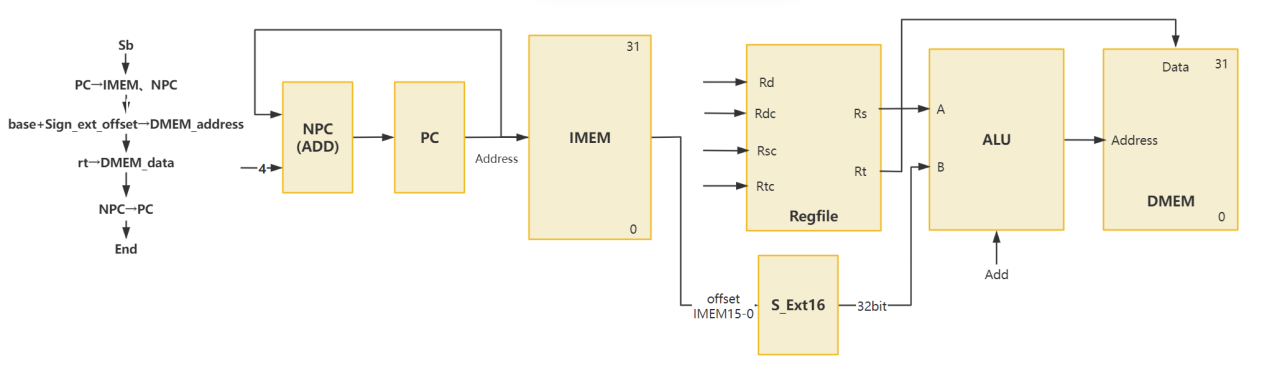 Sb
PC→IMEM、NPC
base+Sign_ext_offset→DMEM_address
rt→DMEM_data
NPC→PC
End
4
NPC
(ADD)
PC
Address
31
IMEM
0
offset
IMEM15-0
S_Ext16
32bit
Rd
Rdc
Rsc
Rtc
Rs
Rt
Regfile
A
B
ALU
Add
Data
31
Address
DMEM
0